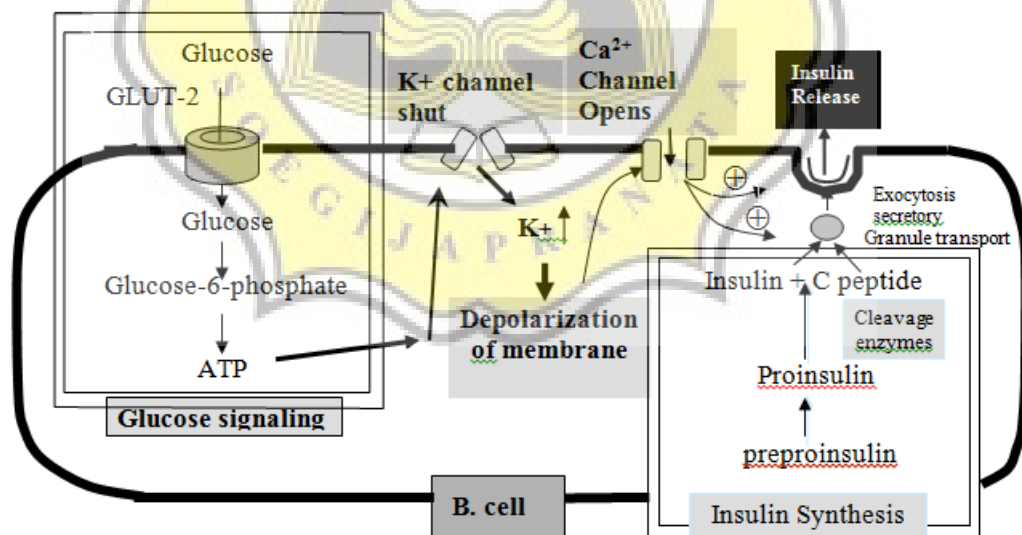 Glucose
GLUT-2
Glucose
Glucose-6-phosphate
ATP
Glucose signaling
K+ channel
shut
Ca²⁺
Channel
Opens
K+
Depolarization
of membrane
Insulin
Release
+
+
Exocytosis
secretory
Granule transport
Insulin + C peptide
Cleavage
enzymes
Proinsulin
preproinsulin
Insulin Synthesis
B. cell
SOEGIJAPRANATA